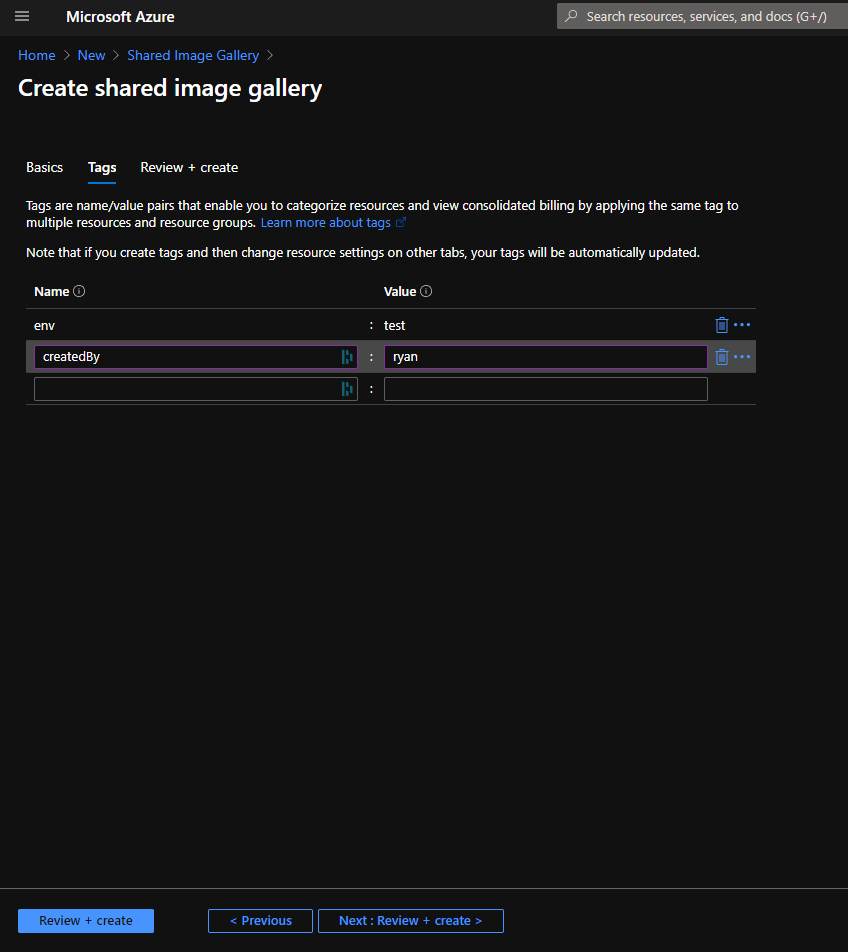 Microsoft Azure
Search resources, services, and docs (G+/)
Home > New > Shared Image Gallery >
Create shared image gallery
Basics Tags Review + create
Tags are name/value pairs that enable you to categorize resources and view consolidated billing by applying the same tag to
multiple resources and resource groups. Learn more about tags
Note that if you create tags and then change resource settings on other tabs, your tags will be automatically updated.
Name Value
env : test
createdBy : ryan
:
Review + create < Previous Next : Review + create >